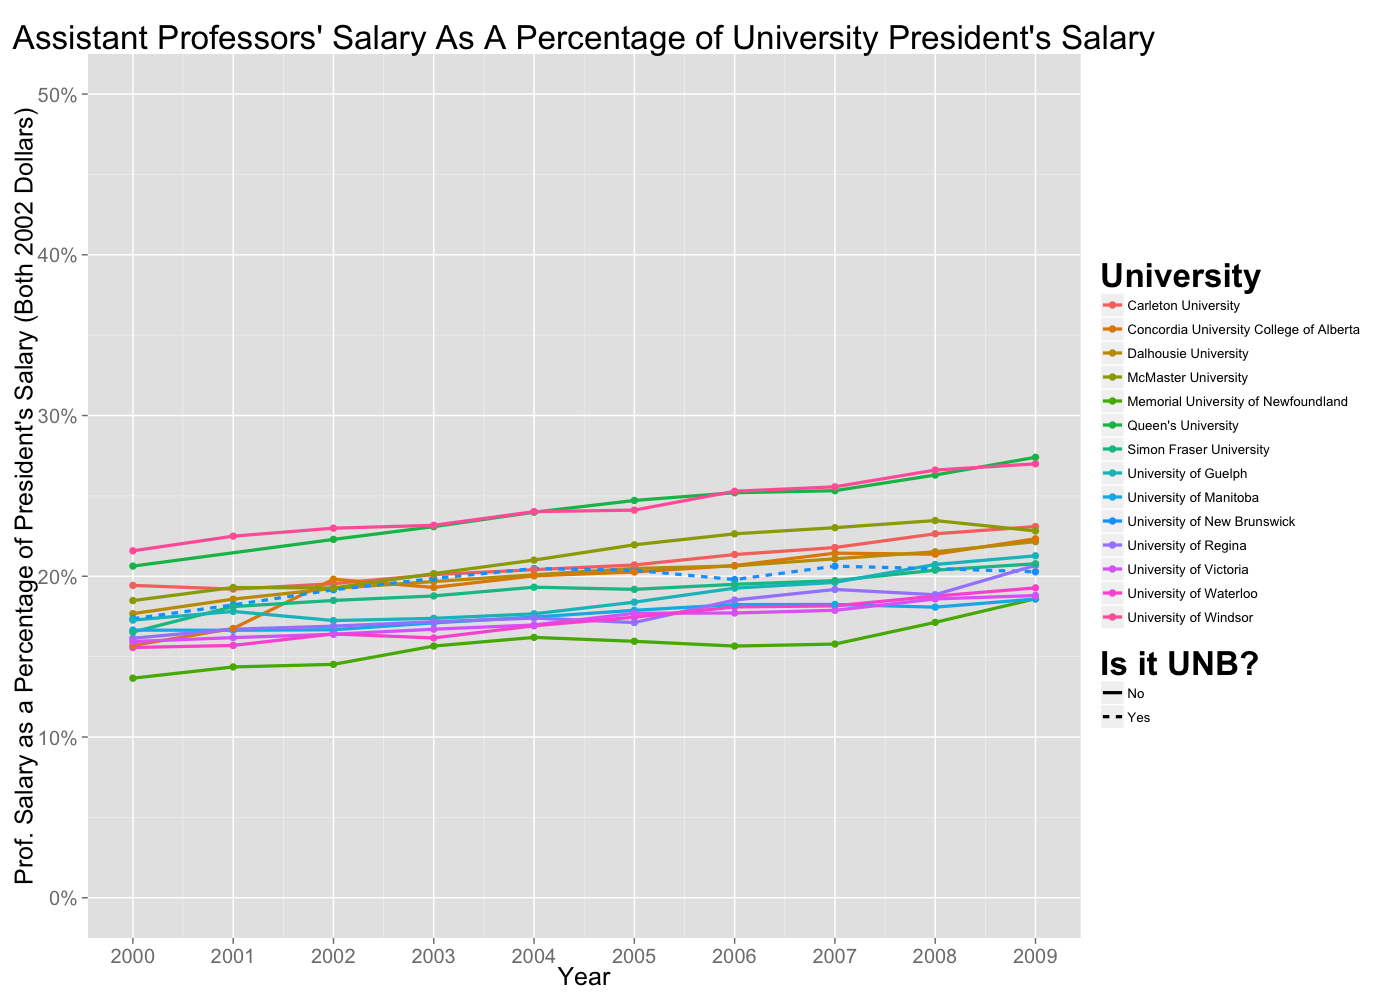 Assistant Professors' Salary As A Percentage of University President's Salary
Prof. Salary as a Percentage of President's Salary (Both 2002 Dollars)
50%
40%
30%
20%
10%
0%
2000 2001 2002 2003 2004 2005 2006 2007 2008 2009
Year
University
Carleton University
Concordia University College of Alberta
Dalhousie University
McMaster University
Memorial University of Newfoundland
Queen's University
Simon Fraser University
University of Guelph
University of Manitoba
University of New Brunswick
University of Regina
University of Victoria
University of Waterloo
University of Windsor
Is it UNB?
No
Yes